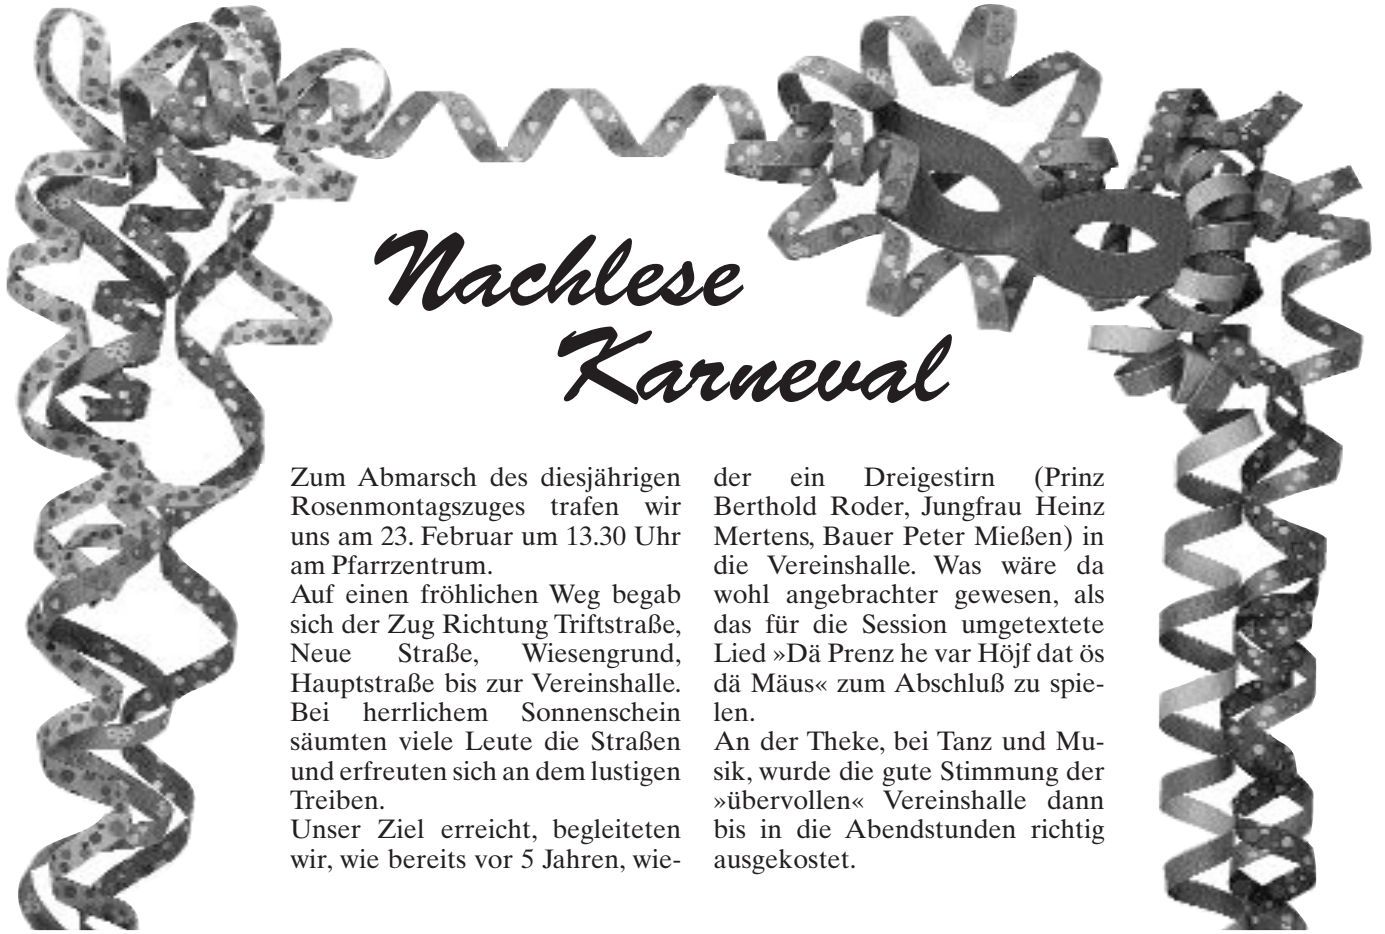 Nachlese
Karneval
Zum Abmarsch des diesjährigen
Rosenmontagszuges trafen wir
uns am 23. Februar um 13.30 Uhr
am Pfarrzentrum.
Auf einen fröhlichen Weg begab
sich der Zug Richtung Triftstraße,
Neue Straße, Wiesengrund,
Hauptstraße bis zur Vereinshalle.
Bei herrlichem Sonnenschein
säumten viele Leute die Straßen
und erfreuten sich an dem lustigen
Treiben.
Unser Ziel erreicht, begleiteten
wir, wie bereits vor 5 Jahren, wie-
der ein Dreigestirn (Prinz
Berthold Roder, Jungfrau Heinz
Mertens, Bauer Peter Mießen) in
die Vereinshalle. Was wäre da
wohl angebrachter gewesen, als
das für die Session umgetextete
Lied »Dä Prenz he var Höjf dat ös
dä Mäus« zum Abschluß zu spie-
len.
An der Theke, bei Tanz und Mu-
sik, wurde die gute Stimmung der
»übervollen« Vereinshalle dann
bis in die Abendstunden richtig
ausgekostet.